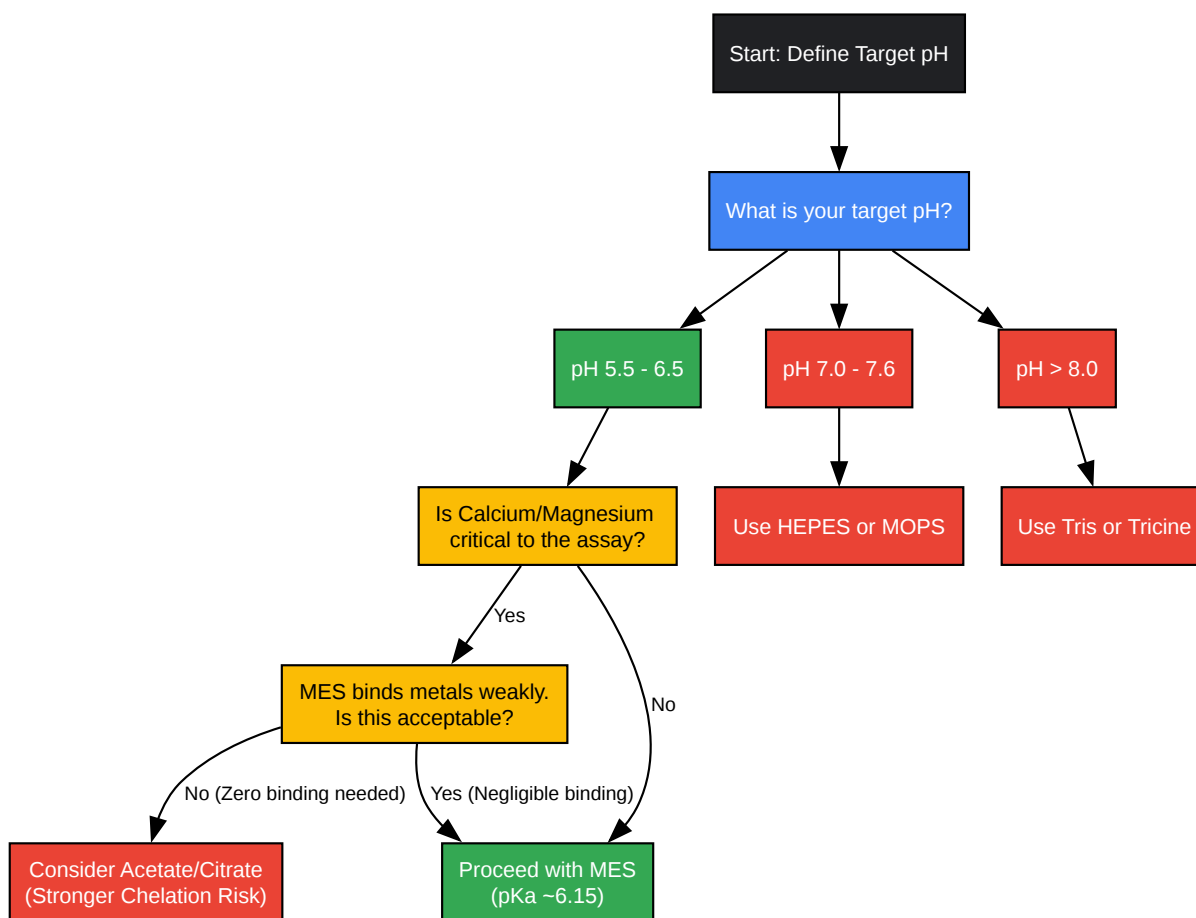 Start: Define Target pH
What is your target pH?
pH 5.5 - 6.5
pH 7.0 - 7.6
pH > 8.0
Is Calcium/Magnesium
critical to the assay?
Use HEPES or MOPS
Use Tris or Tricine
Yes
MES binds metals weakly.
Is this acceptable?
No
No (Zero binding needed)
Yes (Negligible binding)
Consider Acetate/Citrate
(Stronger Chelation Risk)
Proceed with MES
(pKa ~6.15)